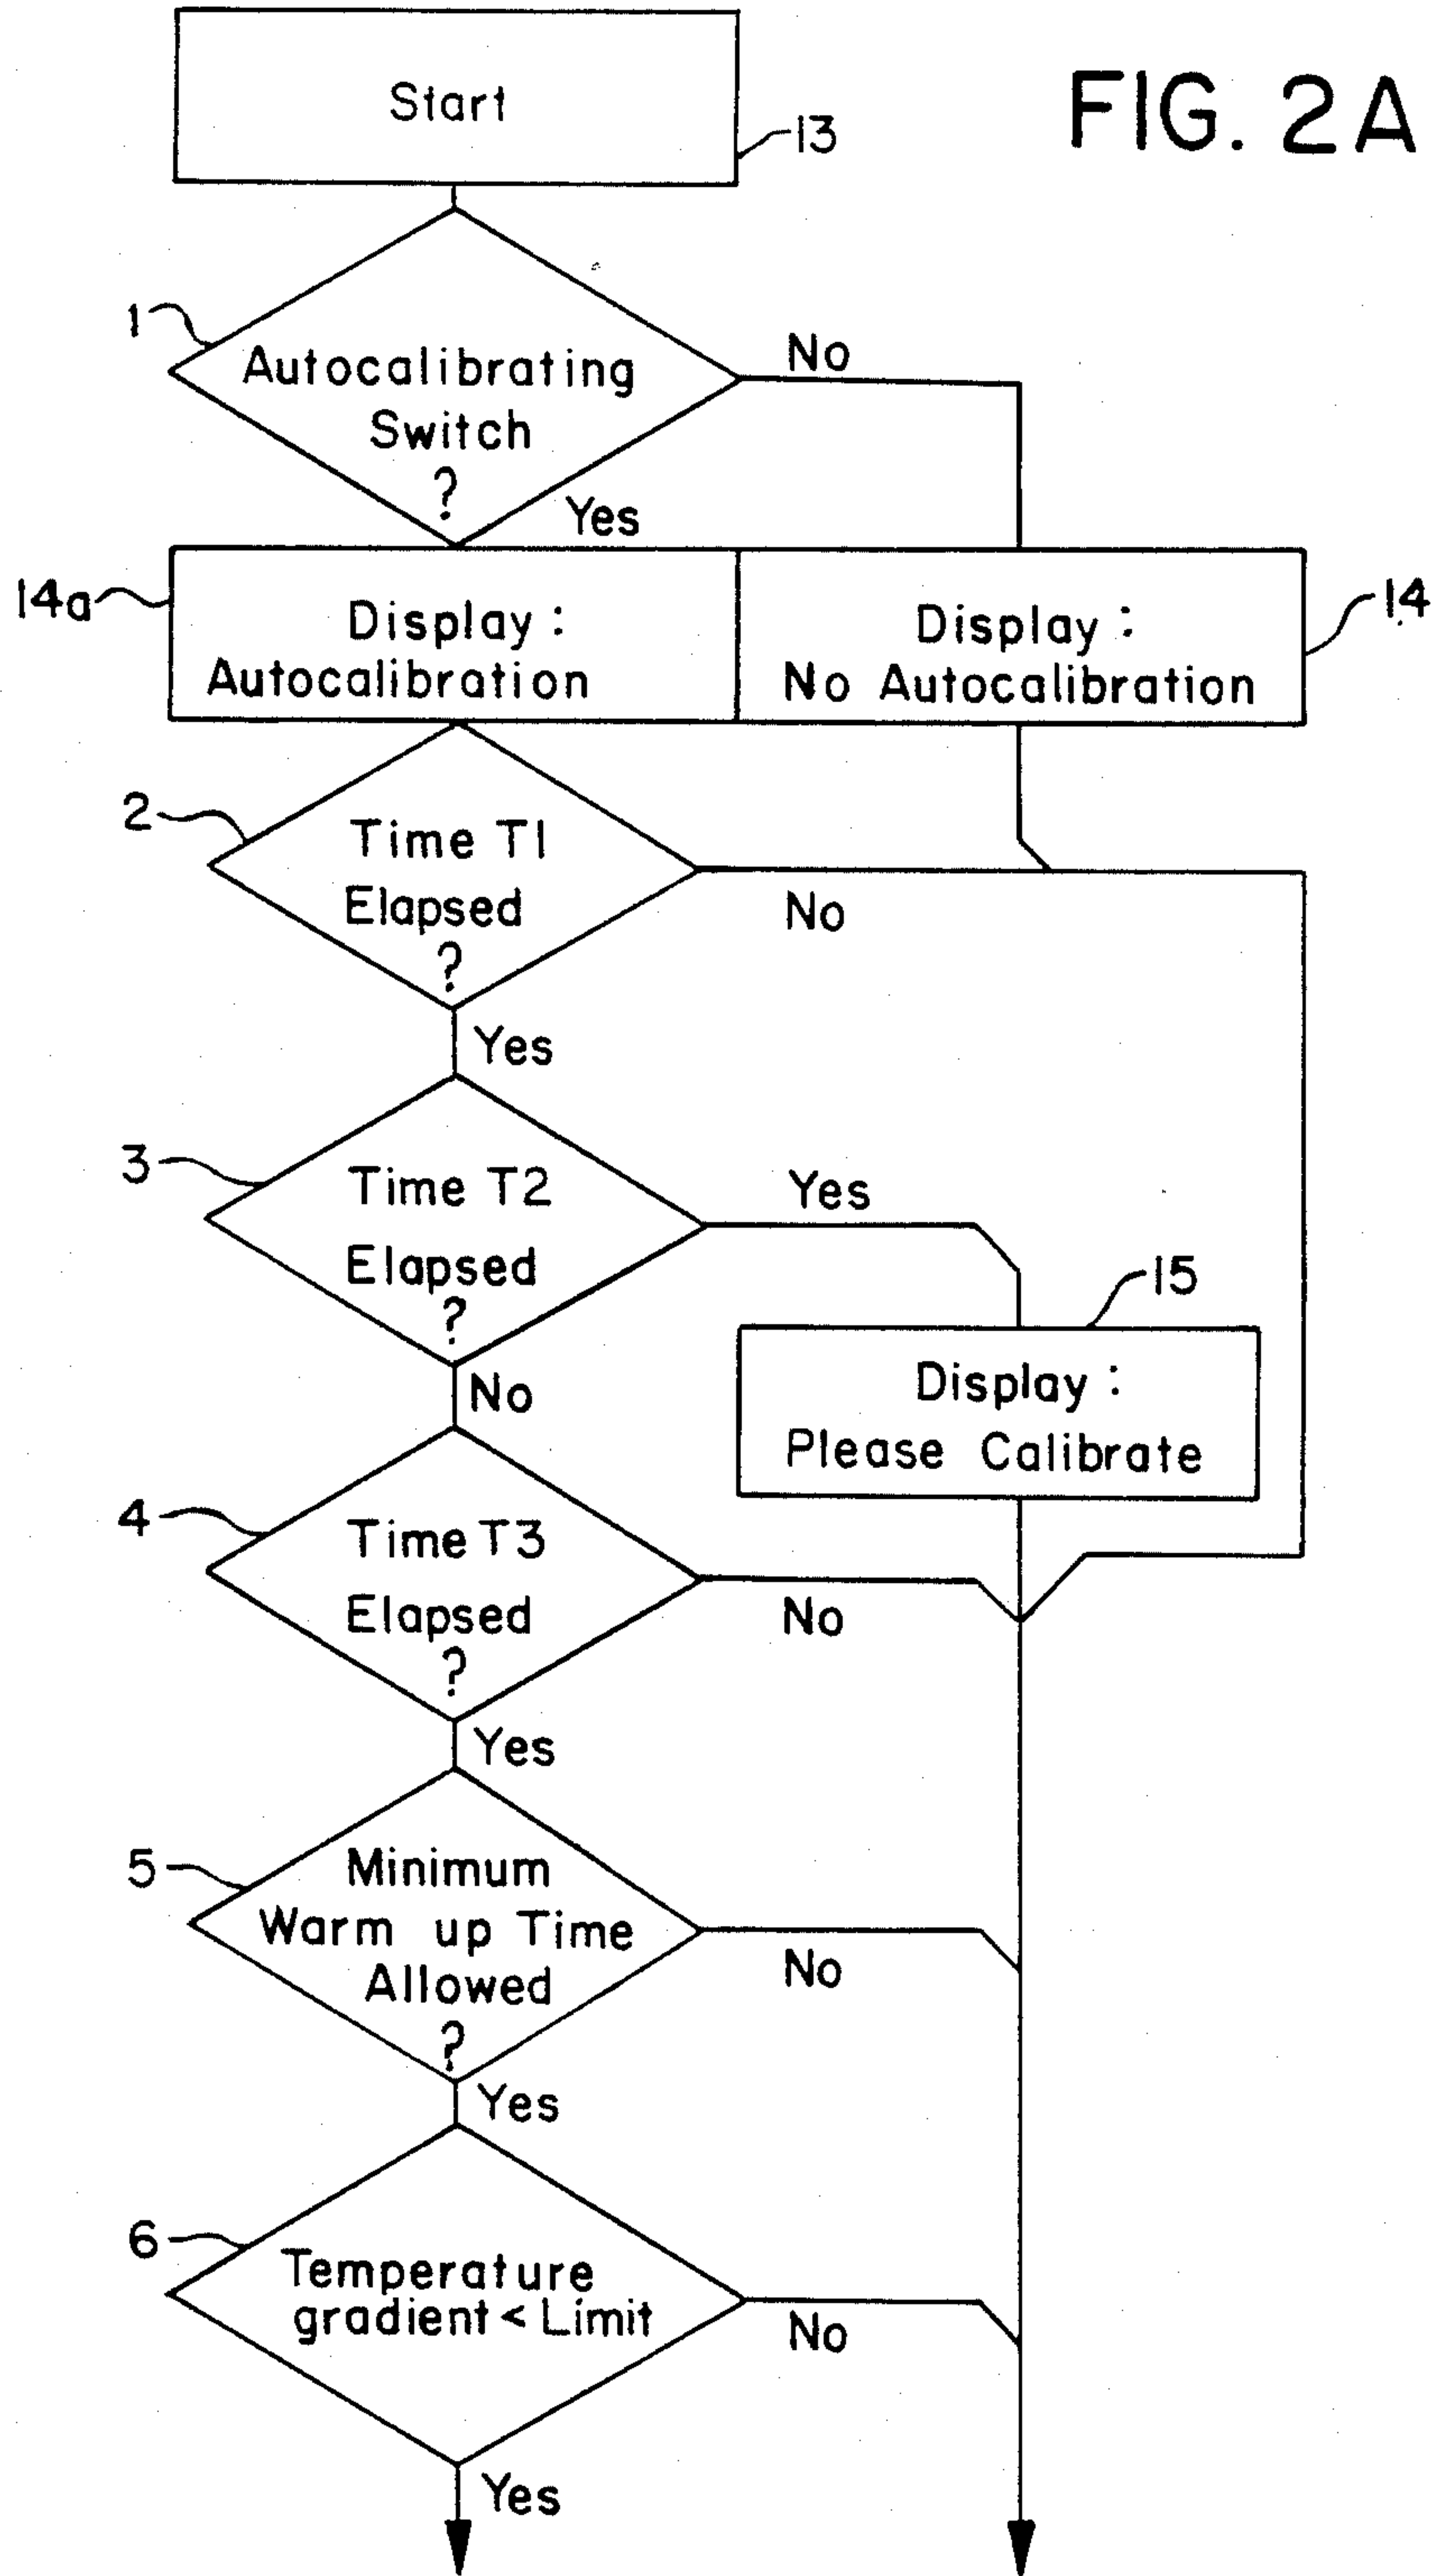 FIG. 2A
Start
13
1
Autocalibrating
Switch
?
No
Yes
14a
Display :
Autocalibration
Display :
No Autocalibration
14
2
Time T1
Elapsed
?
No
Yes
3
Time T2
Elapsed
?
Yes
No
15
Display :
Please Calibrate
4
Time T3
Elapsed
?
No
Yes
5
Minimum
Warm up Time
Allowed
?
No
Yes
6
Temperature
gradient < Limit
No
Yes